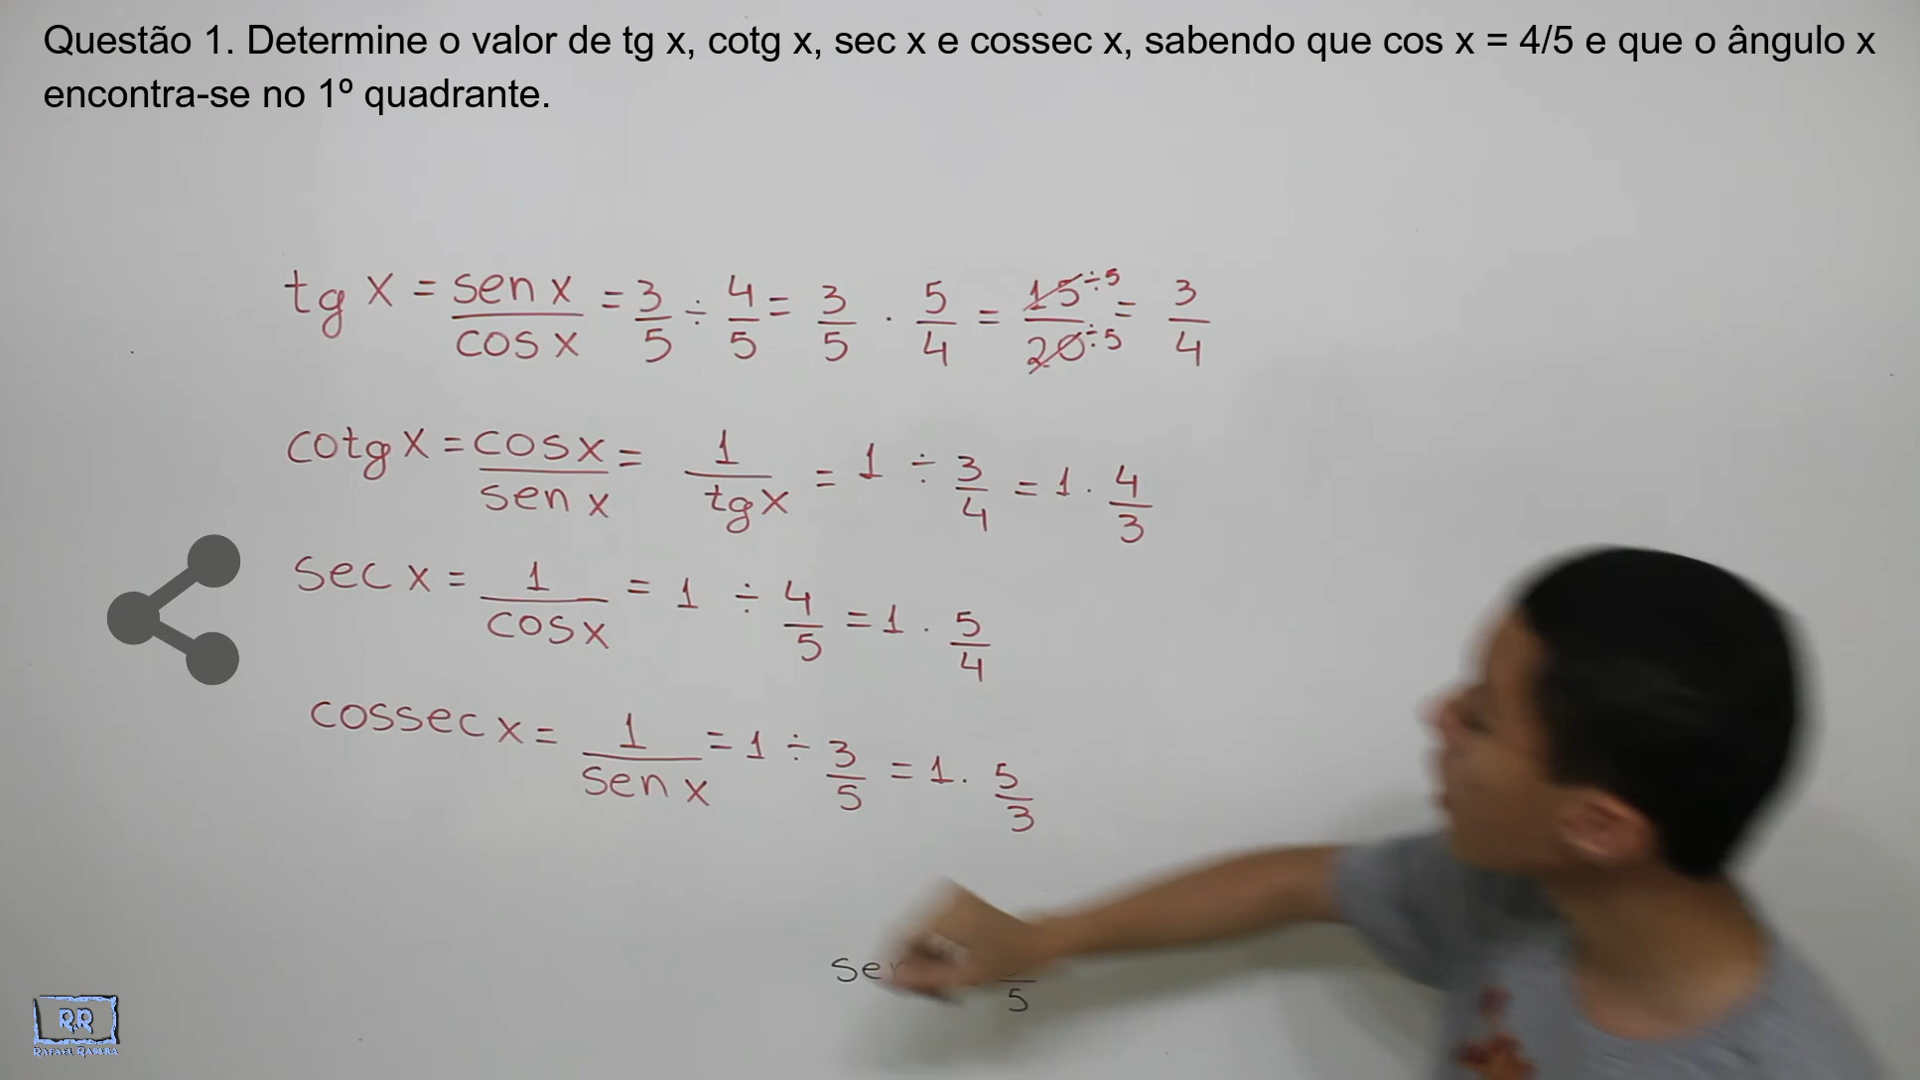 Questão 1. Determine o valor de tg x, cotg x, sec x e cossec x, sabendo que cos x = 4/5 e que o ângulo x
encontra-se no 1º quadrante.
tg x = sen x / cos x = 3/5 ÷ 4/5 = 3/5 . 5/4 = 15÷5 / 20÷5 = 3/4
cotg x = cos x / sen x = 1 / tg x = 1 ÷ 3/4 = 1 . 4/3
sec x = 1 / cos x = 1 ÷ 4/5 = 1 . 5/4
cossec x = 1 / sen x = 1 ÷ 3/5 = 1 . 5/3
5
RR
RAFAEL RAGERS